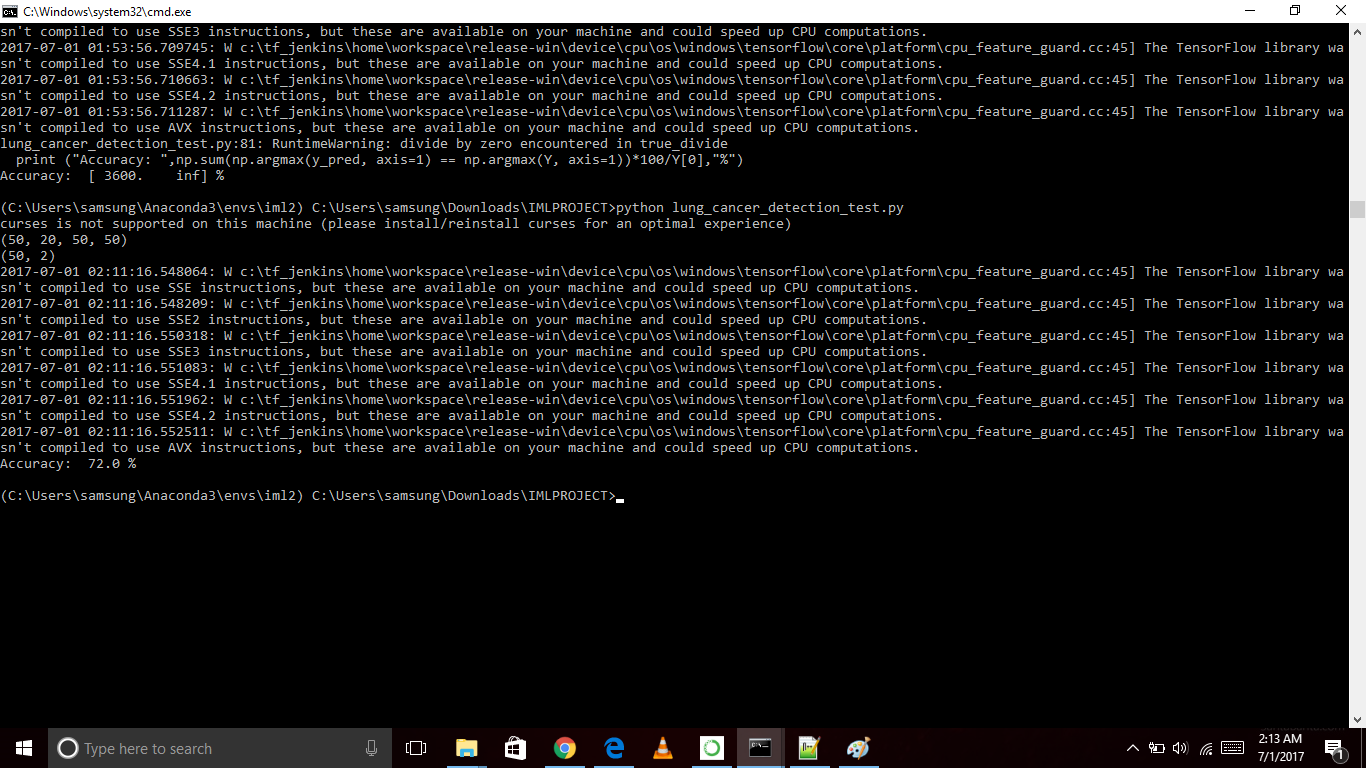 C:\Windows\system32\cmd.exe
sn't compiled to use SSE3 instructions, but these are available on your machine and could speed up CPU computations.
2017-07-01 01:53:56.709745: W c:\tf_jenkins\home\workspace\release-win\device\cpu\os\windows\tensorflow\core\platform\cpu_feature_guard.cc:45] The TensorFlow library wa
sn't compiled to use SSE4.1 instructions, but these are available on your machine and could speed up CPU computations.
2017-07-01 01:53:56.710663: W c:\tf_jenkins\home\workspace\release-win\device\cpu\os\windows\tensorflow\core\platform\cpu_feature_guard.cc:45] The TensorFlow library wa
sn't compiled to use SSE4.2 instructions, but these are available on your machine and could speed up CPU computations.
2017-07-01 01:53:56.711287: W c:\tf_jenkins\home\workspace\release-win\device\cpu\os\windows\tensorflow\core\platform\cpu_feature_guard.cc:45] The TensorFlow library wa
sn't compiled to use AVX instructions, but these are available on your machine and could speed up CPU computations.
lung_cancer_detection_test.py:81: RuntimeWarning: divide by zero encountered in true_divide
  print ("Accuracy: ",np.sum(np.argmax(y_pred, axis=1) == np.argmax(Y, axis=1))*100/Y[0],"%")
Accuracy:  [ 3600.    inf] %
(C:\Users\samsung\Anaconda3\envs\iml2) C:\Users\samsung\Downloads\IMLPROJECT>python lung_cancer_detection_test.py
curses is not supported on this machine (please install/reinstall curses for an optimal experience)
(50, 20, 50, 50)
(50, 2)
2017-07-01 02:11:16.548064: W c:\tf_jenkins\home\workspace\release-win\device\cpu\os\windows\tensorflow\core\platform\cpu_feature_guard.cc:45] The TensorFlow library wa
sn't compiled to use SSE instructions, but these are available on your machine and could speed up CPU computations.
2017-07-01 02:11:16.548209: W c:\tf_jenkins\home\workspace\release-win\device\cpu\os\windows\tensorflow\core\platform\cpu_feature_guard.cc:45] The TensorFlow library wa
sn't compiled to use SSE2 instructions, but these are available on your machine and could speed up CPU computations.
2017-07-01 02:11:16.550318: W c:\tf_jenkins\home\workspace\release-win\device\cpu\os\windows\tensorflow\core\platform\cpu_feature_guard.cc:45] The TensorFlow library wa
sn't compiled to use SSE3 instructions, but these are available on your machine and could speed up CPU computations.
2017-07-01 02:11:16.551083: W c:\tf_jenkins\home\workspace\release-win\device\cpu\os\windows\tensorflow\core\platform\cpu_feature_guard.cc:45] The TensorFlow library wa
sn't compiled to use SSE4.1 instructions, but these are available on your machine and could speed up CPU computations.
2017-07-01 02:11:16.551962: W c:\tf_jenkins\home\workspace\release-win\device\cpu\os\windows\tensorflow\core\platform\cpu_feature_guard.cc:45] The TensorFlow library wa
sn't compiled to use SSE4.2 instructions, but these are available on your machine and could speed up CPU computations.
2017-07-01 02:11:16.552511: W c:\tf_jenkins\home\workspace\release-win\device\cpu\os\windows\tensorflow\core\platform\cpu_feature_guard.cc:45] The TensorFlow library wa
sn't compiled to use AVX instructions, but these are available on your machine and could speed up CPU computations.
Accuracy:  72.0 %
(C:\Users\samsung\Anaconda3\envs\iml2) C:\Users\samsung\Downloads\IMLPROJECT>
Type here to search
2:13 AM
7/1/2017
1